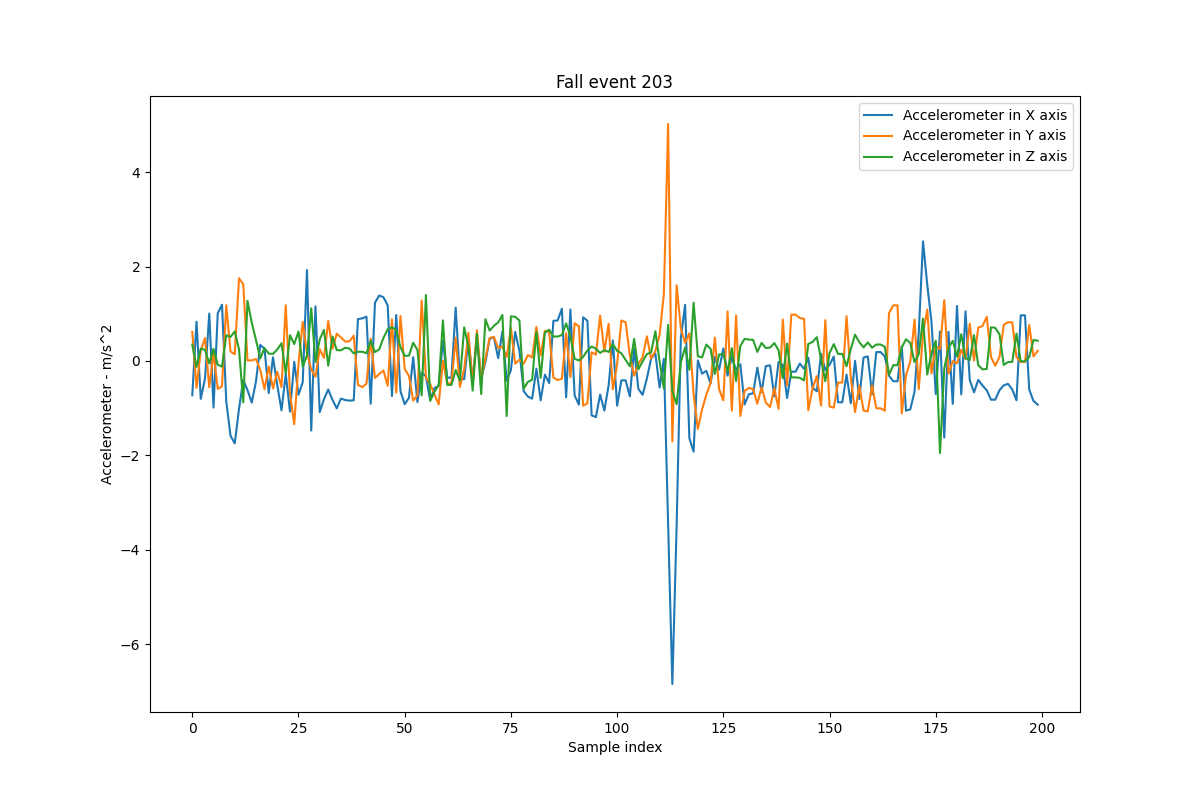 Fall event 203
Accelerometer in X axis
Accelerometer in Y axis
Accelerometer in Z axis
4
2
0
−2
−4
−6
Accelerometer - m/s^2
0 25 50 75 100 125 150 175 200
Sample index